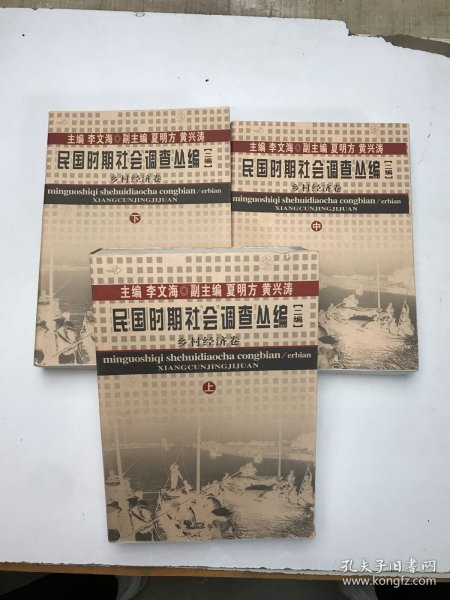 主编 李文海◎副主编 夏明方 黄兴涛
民国时期社会调查丛编【二编】
乡村经济卷
minguoshiqi shehuidiaocha congbian/erbian
XIANGCUNJINGJIJUAN
下
主编 李文海◎副主编 夏明方 黄兴涛
民国时期社会调查丛编【二编】
乡村经济卷
minguoshiqi shehuidiaocha congbian/erbian
XIANGCUNJINGJIJUAN
中
主编 李文海◎副主编 夏明方 黄兴涛
民国时期社会调查丛编【二编】
乡村经济卷
minguoshiqi shehuidiaocha congbian/erbian
XIANGCUNJINGJIJUAN
上
孔夫子旧书网
www.kongfz.com